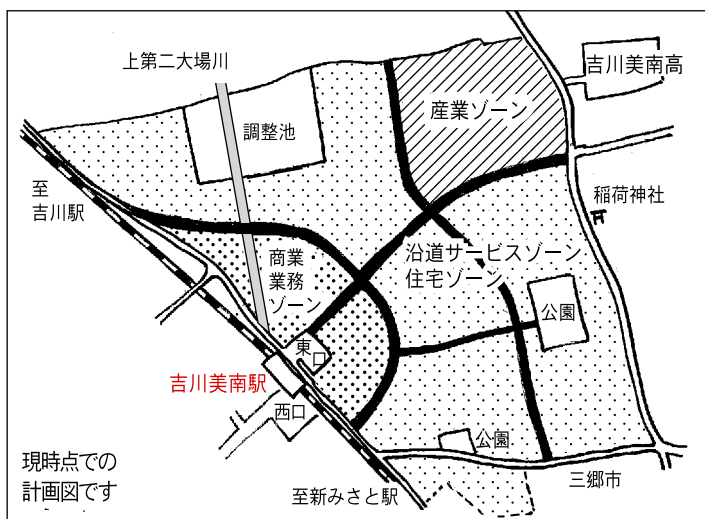 上第二大場川
吉川美南高
産業ゾーン
調整池
至
吉川駅
稲荷神社
商業
業務
ゾーン
沿道サービスゾーン
住宅ゾーン
公園
東口
吉川美南駅
西口
公園
三郷市
現時点での
計画図です
至新みさと駅